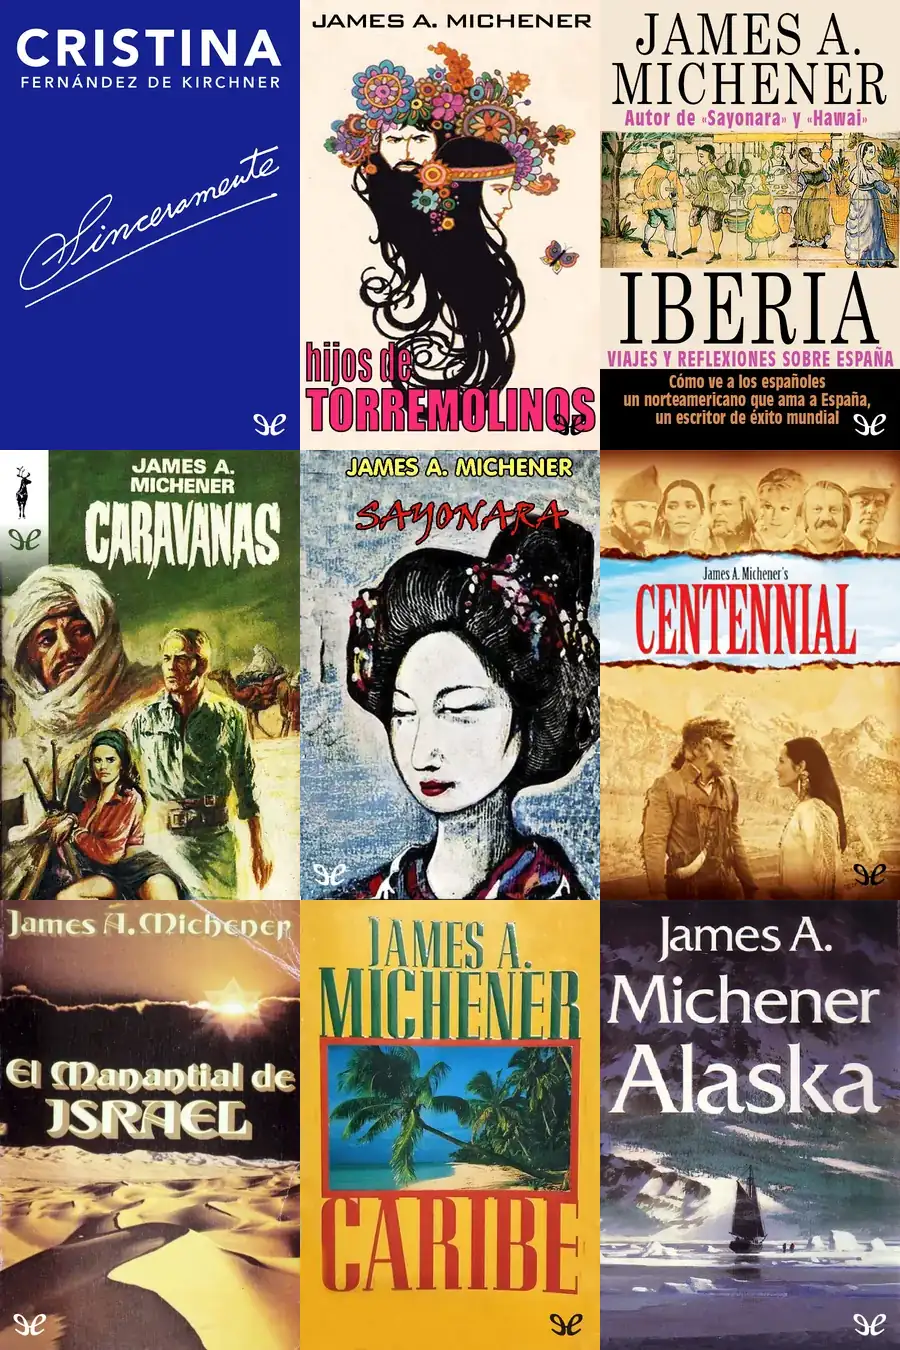 CRISTINA
FERNÁNDEZ DE KIRCHNER
Sinceramente
JAMES A. MICHENER
hijos de
TORREMOLINOS
JAMES A.
MICHENER
Autor de «Sayonara» y «Hawai»
IBERIA
VIAJES Y REFLEXIONES SOBRE ESPAÑA
Cómo ve a los españoles
un norteamericano que ama a España,
un escritor de éxito mundial
JAMES A.
MICHENER
CARAVANAS
JAMES A. MICHENER
SAYONARA
James A. Michener's
CENTENNIAL
James A. Michener
El Manantial de
ISRAEL
JAMES A.
MICHENER
CARIBE
James A.
Michener
Alaska